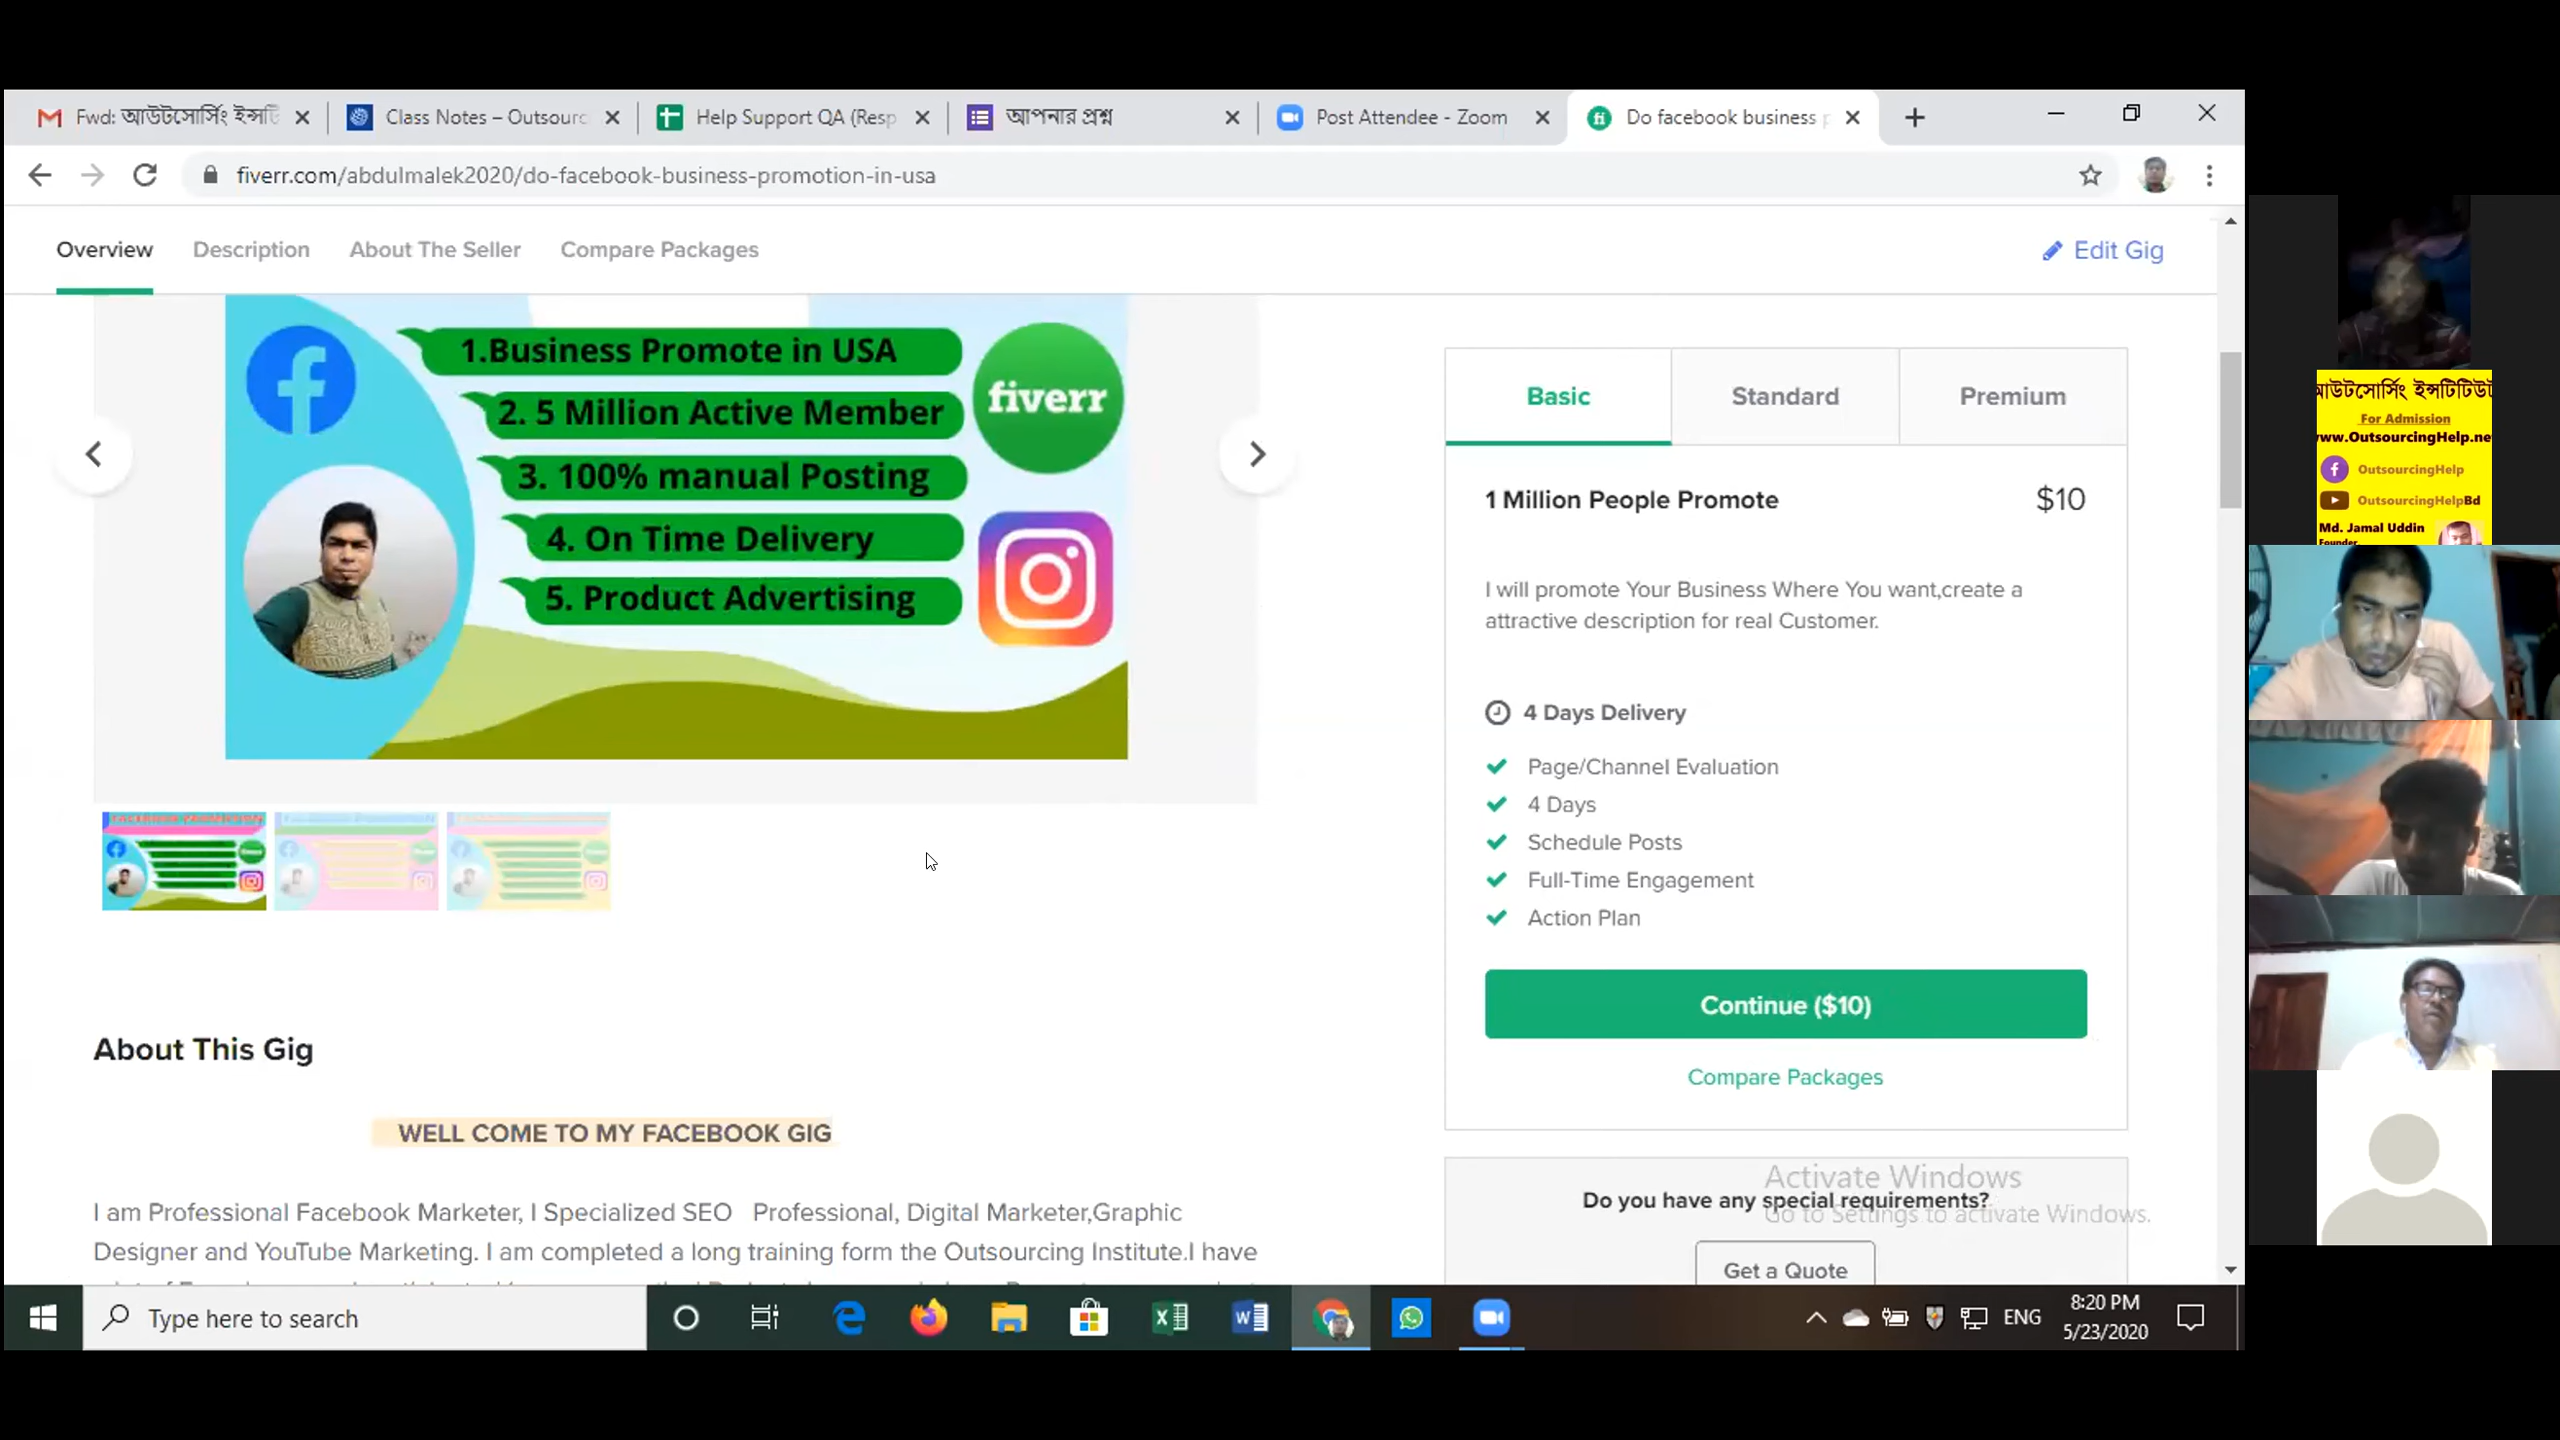 Fwd: আউটসোর্সিং ইন্সটি
Class Notes – Outsourc
Help Support QA (Resp
আপনার প্রশ্ন
Post Attendee - Zoom
Do facebook business p
fiverr.com/abdulmalek2020/do-facebook-business-promotion-in-usa
Overview
Description
About The Seller
Compare Packages
Edit Gig
1.Business Promote in USA
2. 5 Million Active Member
3. 100% manual Posting
4. On Time Delivery
5. Product Advertising
fiverr
Basic
Standard
Premium
1 Million People Promote
$10
I will promote Your Business Where You want,create a
attractive description for real Customer.
4 Days Delivery
Page/Channel Evaluation
4 Days
Schedule Posts
Full-Time Engagement
Action Plan
Continue ($10)
Compare Packages
About This Gig
WELL COME TO MY FACEBOOK GIG
I am Professional Facebook Marketer, I Specialized SEO Professional, Digital Marketer,Graphic
Designer and YouTube Marketing. I am completed a long training form the Outsourcing Institute.I have
Do you have any special requirements?
Get a Quote
Activate Windows
Go to Settings to activate Windows.
আউটসোর্সিং ইন্সটিটিউট
For Admission
www.OutsourcingHelp.ne
OutsourcingHelp
OutsourcingHelpBd
Md. Jamal Uddin
Founder
Type here to search
ENG
8:20 PM
5/23/2020